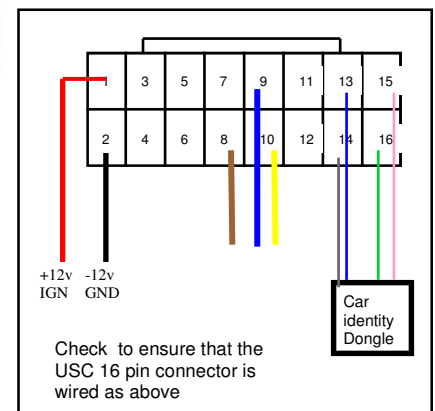 1 3 5 7 9 11 13 15
2 4 6 8 10 12 14 16
+12v -12v
IGN GND
Car
identity
Dongle
Check to ensure that the
USC 16 pin connector is
wired as above